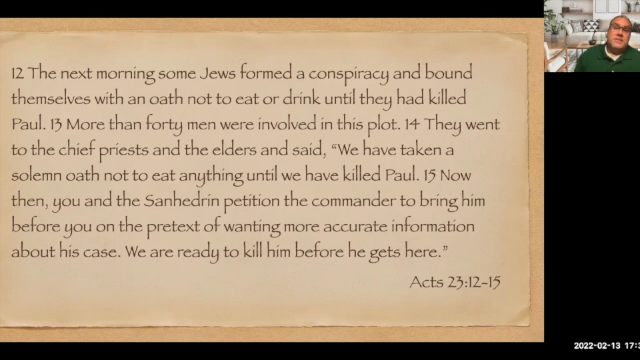 12 The next morning some Jews formed a conspiracy and bound
themselves with an oath not to eat or drink until they had killed
Paul. 13 More than forty men were involved in this plot. 14 They went
to the chief priests and the elders and said, “We have taken a
solemn oath not to eat anything until we have killed Paul. 15 Now
then, you and the Sanhedrin petition the commander to bring him
before you on the pretext of wanting more accurate information
about his case. We are ready to kill him before he gets here.”
Acts 23:12-15
2022-02-13